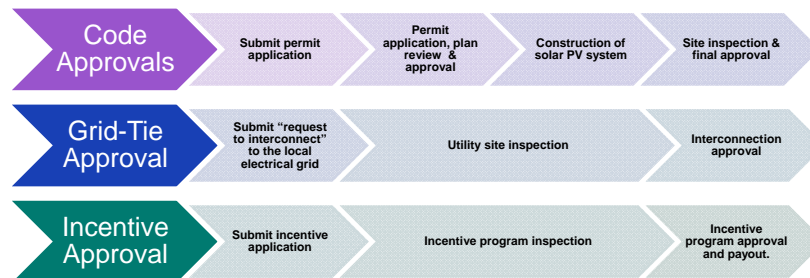 Code
Approvals
Submit permit
application
Permit
application, plan
review & 
approval
Construction of
solar PV system
Site inspection &
final approval
Grid-Tie
Approval
Submit “request
to interconnect”
to the local
electrical grid
Utility site inspection
Interconnection
approval
Incentive
Approval
Submit incentive
application
Incentive program inspection
Incentive
program approval
and payout.